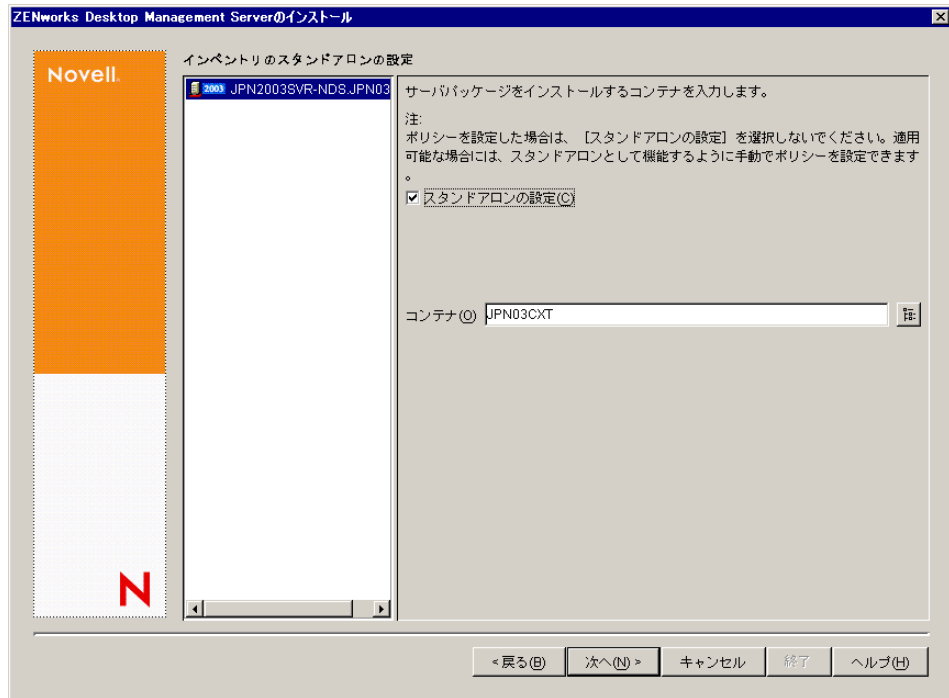 ZENworks Desktop Management Serverのインストール
Novell.
インベントリのスタンドアロンの設定
2003 JPN2003SVR-NDS.JPN03
サーバパッケージをインストールするコンテナを入力します。
注:
ポリシーを設定した場合は、［スタンドアロンの設定］を選択しないでください。適用
可能な場合には、スタンドアロンとして機能するように手動でポリシーを設定できます
。
スタンドアロンの設定(C)
コンテナ(O) JPN03CXT
N
<戻る(B) 次へ(N)> キャンセル 終了 ヘルプ(H)